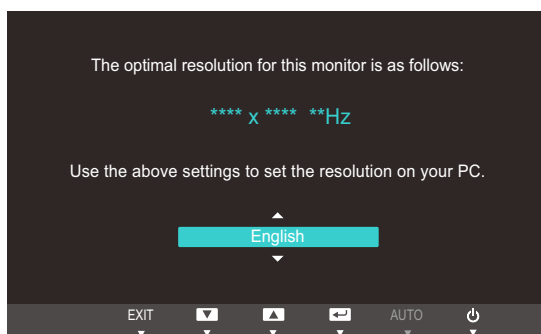 The optimal resolution for this monitor is as follows:
**** x **** **Hz
Use the above settings to set the resolution on your PC.
English
EXIT AUTO